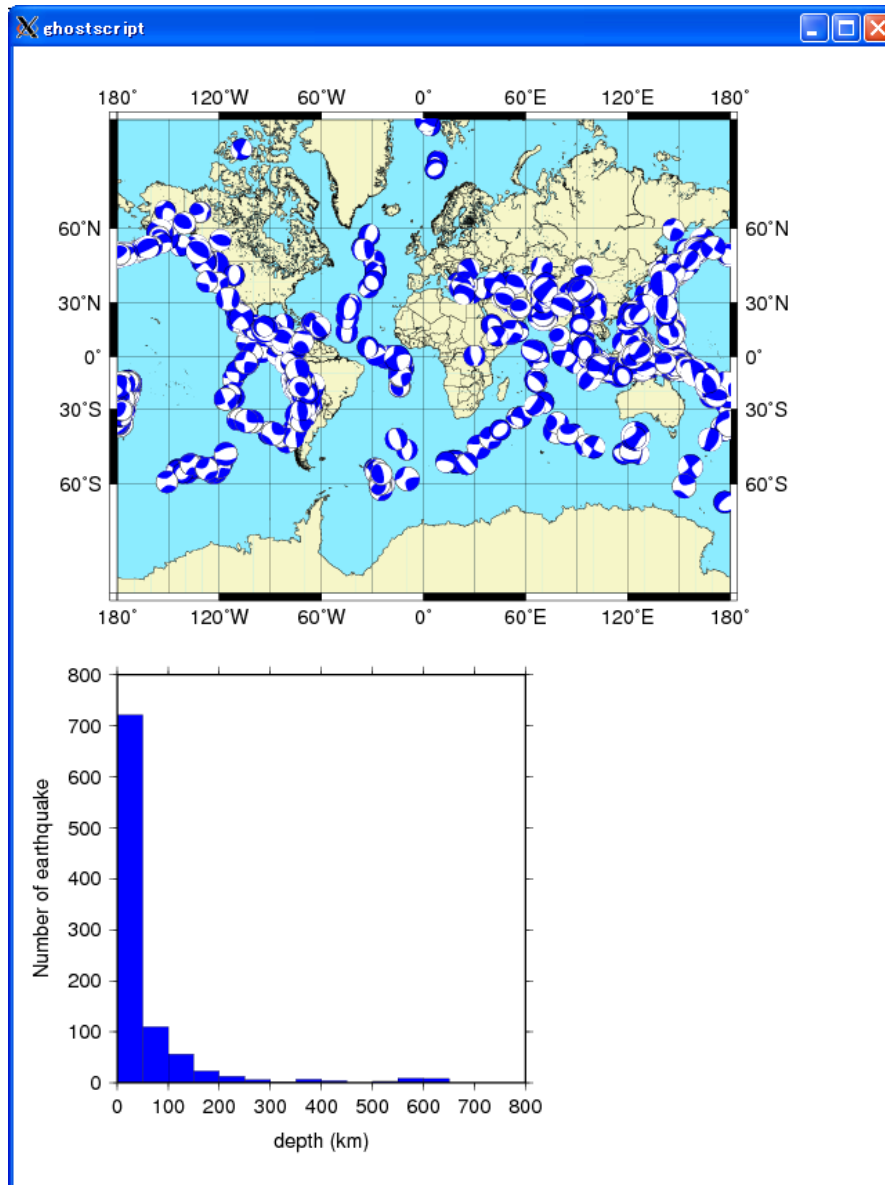 ghostscript
180˚ 120˚W 60˚W 0˚ 60˚E 120˚E 180˚
60˚N 60˚N
30˚N 30˚N
0˚ 0˚
30˚S 30˚S
60˚S 60˚S
180˚ 120˚W 60˚W 0˚ 60˚E 120˚E 180˚
800
700
600
500
400
300
200
100
0
Number of earthquake
0 100 200 300 400 500 600 700 800
depth (km)